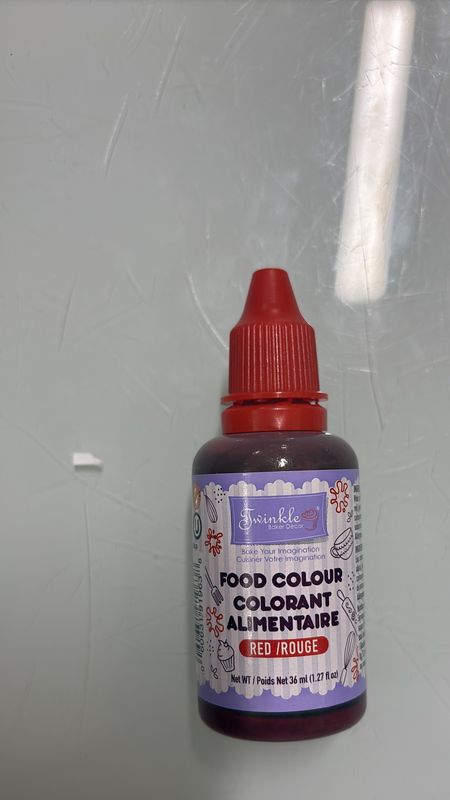 Twinkle
Baker Décor
Bake Your Imagination
Cuisiner Votre Imagination
FOOD COLOUR
COLORANT
ALIMENTAIRE
RED /ROUGE
Net WT / Poids Net 36 ml (1.27 fl oz)